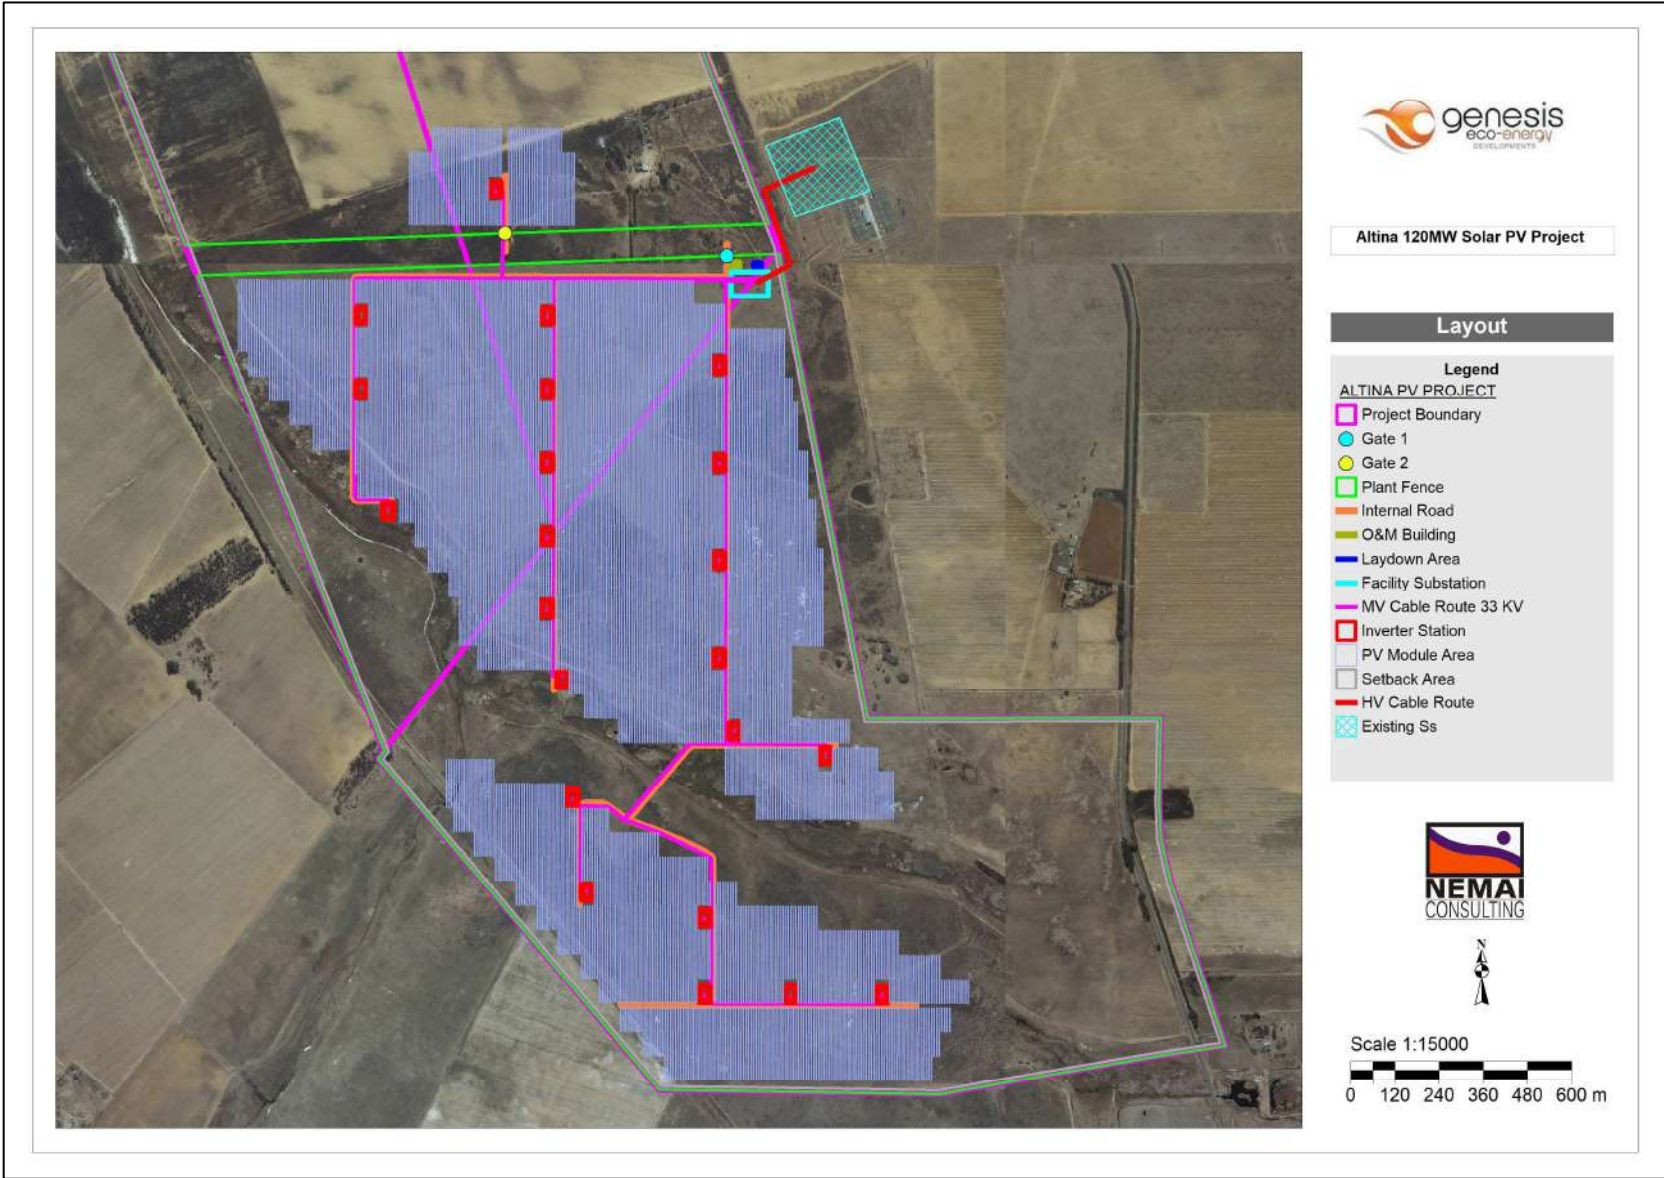 genesis
eco-energy
DEVELOPMENTS
Altina 120MW Solar PV Project
Layout
Legend
ALTINA PV PROJECT
Project Boundary
Gate 1
Gate 2
Plant Fence
Internal Road
O&M Building
Laydown Area
Facility Substation
MV Cable Route 33 KV
Inverter Station
PV Module Area
Setback Area
HV Cable Route
Existing Ss
NEMAI
CONSULTING
N
Scale 1:15000
0 120 240 360 480 600 m